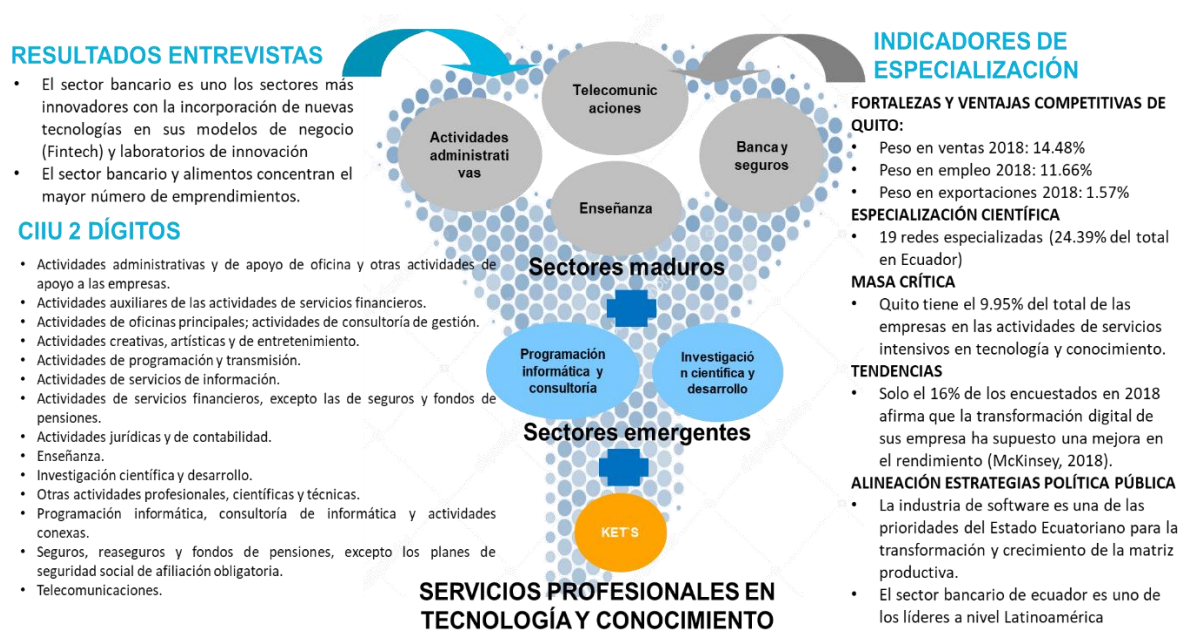 RESULTADOS ENTREVISTAS
• El sector bancario es uno los sectores más
innovadores con la incorporación de nuevas
tecnologías en sus modelos de negocio
(Fintech) y laboratorios de innovación
• El sector bancario y alimentos concentran el
mayor número de emprendimientos.
CIIU 2 DÍGITOS
• Actividades administrativas y de apoyo de oficina y otras actividades de
apoyo a las empresas.
• Actividades auxiliares de las actividades de servicios financieros.
• Actividades de oficinas principales; actividades de consultoría de gestión.
• Actividades creativas, artísticas y de entretenimiento.
• Actividades de programación y transmisión.
• Actividades de servicios de información.
• Actividades de servicios financieros, excepto las de seguros y fondos de
pensiones.
• Actividades jurídicas y de contabilidad.
• Enseñanza.
• Investigación científica y desarrollo.
• Otras actividades profesionales, científicas y técnicas.
• Programación informática, consultoría de informática y actividades
conexas.
• Seguros, reaseguros y fondos de pensiones, excepto los planes de
seguridad social de afiliación obligatoria.
• Telecomunicaciones.
Telecomunic
aciones
Actividades
administrati
vas
Banca y
seguros
Enseñanza
Sectores maduros
Programación
informática y
consultoría
Investigació
n científica y
desarrollo
Sectores emergentes
KET`S
SERVICIOS PROFESIONALES EN
TECNOLOGÍA Y CONOCIMIENTO
INDICADORES DE
ESPECIALIZACIÓN
FORTALEZAS Y VENTAJAS COMPETITIVAS DE
QUITO:
• Peso en ventas 2018: 14.48%
• Peso en empleo 2018: 11.66%
• Peso en exportaciones 2018: 1.57%
ESPECIALIZACIÓN CIENTÍFICA
• 19 redes especializadas (24.39% del total
en Ecuador)
MASA CRÍTICA
• Quito tiene el 9.95% del total de las
empresas en las actividades de servicios
intensivos en tecnología y conocimiento.
TENDENCIAS
• Solo el 16% de los encuestados en 2018
afirma que la transformación digital de
sus empresa ha supuesto una mejora en
el rendimiento (McKinsey, 2018).
ALINEACIÓN ESTRATEGIAS POLÍTICA PÚBLICA
• La industria de software es una de las
prioridades del Estado Ecuatoriano para la
transformación y crecimiento de la matriz
productiva.
• El sector bancario de ecuador es uno de
los líderes a nivel Latinoamérica